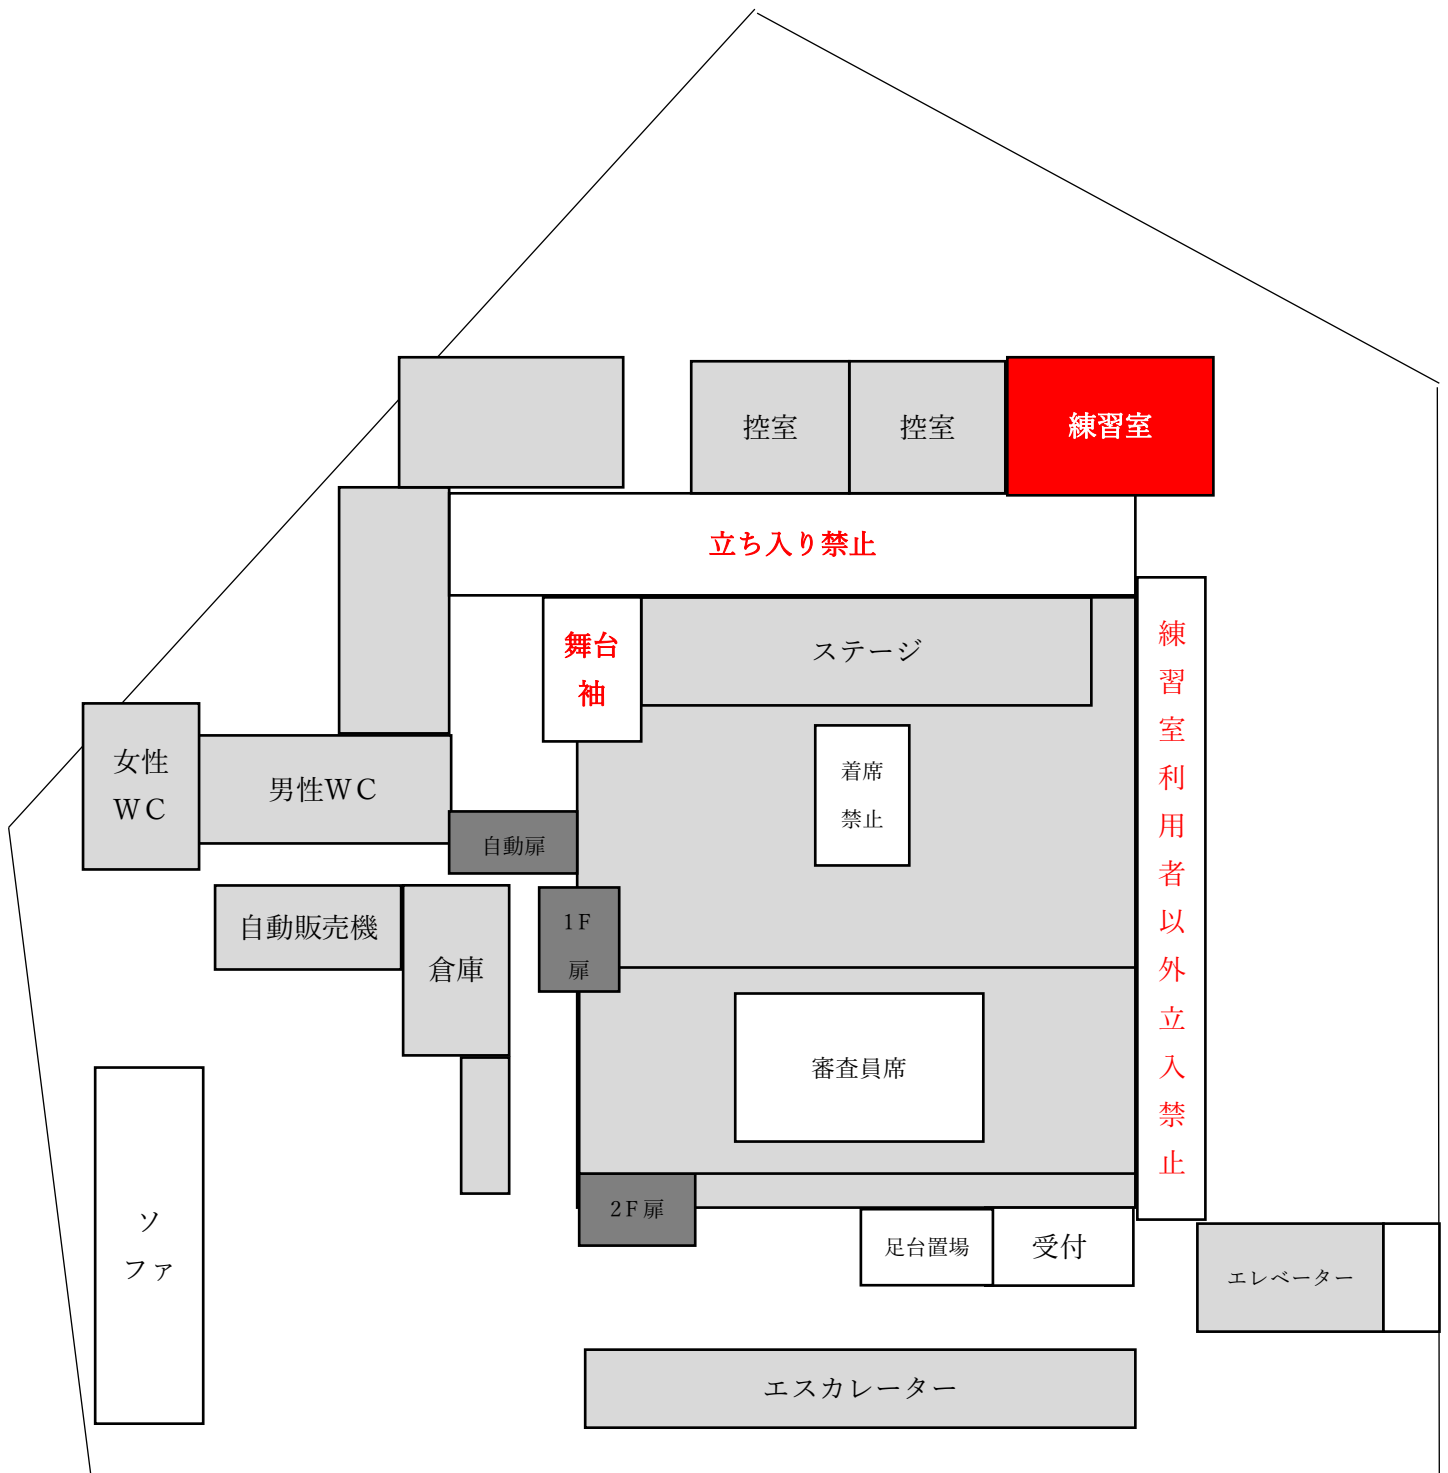 控室
控室
練習室
立ち入り禁止
舞台
袖
ステージ
着席
禁止
練習室利用者以外立入禁止
女性
ＷＣ
男性ＷＣ
自動扉
自動販売機
倉庫
1F
扉
審査員席
ソ
ファ
2F扉
足台置場
受付
エレベーター
エスカレーター